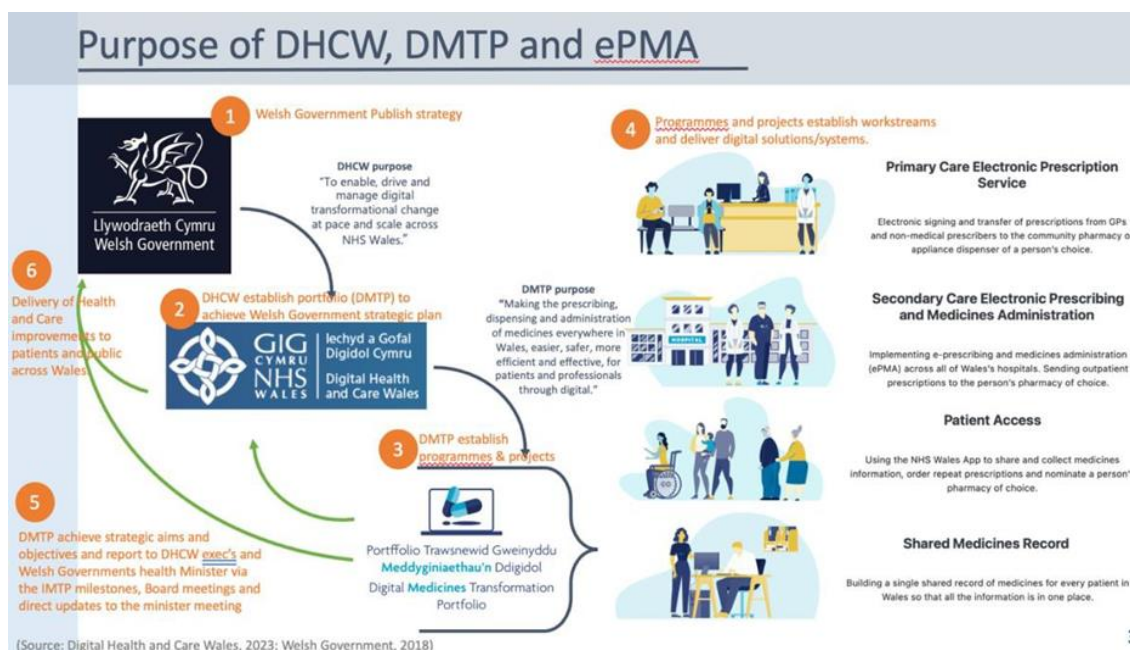 Purpose of DHCW, DMTP and ePMA
1
Welsh Government Publish strategy
Llywodraeth Cymru
Welsh Government
DHCW purpose
"To enable, drive and
manage digital
transformational change
at pace and scale across
NHS Wales."
2
DHCW establish portfolio (DMTP) to
achieve Welsh Government strategic plan
GIG
CYMRU
NHS
WALES
Iechyd a Gofal
Digidol Cymru
Digital Health
and Care Wales
DMTP purpose
"Making the prescribing,
dispensing and administration
of medicines everywhere in
Wales, easier, safer, more
efficient and effective, for
patients and professionals
through digital."
3
DMTP establish
programmes & projects
Portffolio Trawsnewid Gweinyddu
Meddyginiaethau'n Ddigidol
Digital Medicines Transformation
Portfolio
4
Programmes and projects establish workstreams
and deliver digital solutions/systems.
Primary Care Electronic Prescription
Service
Electronic signing and transfer of prescriptions from GPs
and non-medical prescribers to the community pharmacy o
appliance dispenser of a person's choice.
HOSPITAL
Secondary Care Electronic Prescribing
and Medicines Administration
Implementing e-prescribing and medicines administration
(ePMA) across all of Wales's hospitals. Sending outpatient
prescriptions to the person's pharmacy of choice.
Patient Access
Using the NHS Wales App to share and collect medicines
information, order repeat prescriptions and nominate a person'
pharmacy of choice.
Shared Medicines Record
Building a single shared record of medicines for every patient in
Wales so that all the information is in one place.
5
DMTP achieve strategic aims and
objectives and report to DHCW exec's and
Welsh Governments health Minister via
the IMTP milestones, Board meetings and
direct updates to the minister meeting
6
Delivery of Health
and Care
improvements to
patients and public
across Wales
(Source: Digital Health and Care Wales, 2023; Welsh Government, 2018)